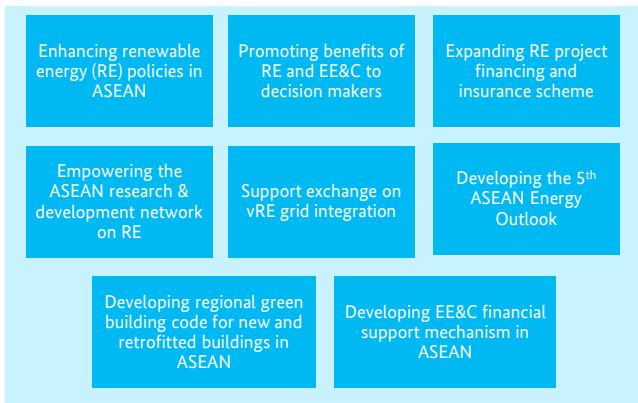 Enhancing renewable
energy (RE) policies in
ASEAN
Promoting benefits of
RE and EE&C to
decision makers
Expanding RE project
financing and
insurance scheme
Empowering the
ASEAN research &
development network
on RE
Support exchange on
vRE grid integration
Developing the 5th
ASEAN Energy
Outlook
Developing regional green
building code for new and
retrofitted buildings in
ASEAN
Developing EE&C financial
support mechanism in
ASEAN